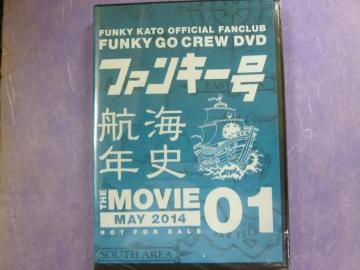 FUNKY KATO OFFICIAL FANCLUB
FUNKY GO CREW DVD
ファンキー号
航海
年史
THE MOVIE
MAY 2014
01
NOT FOR SALE
SOUTH AREA